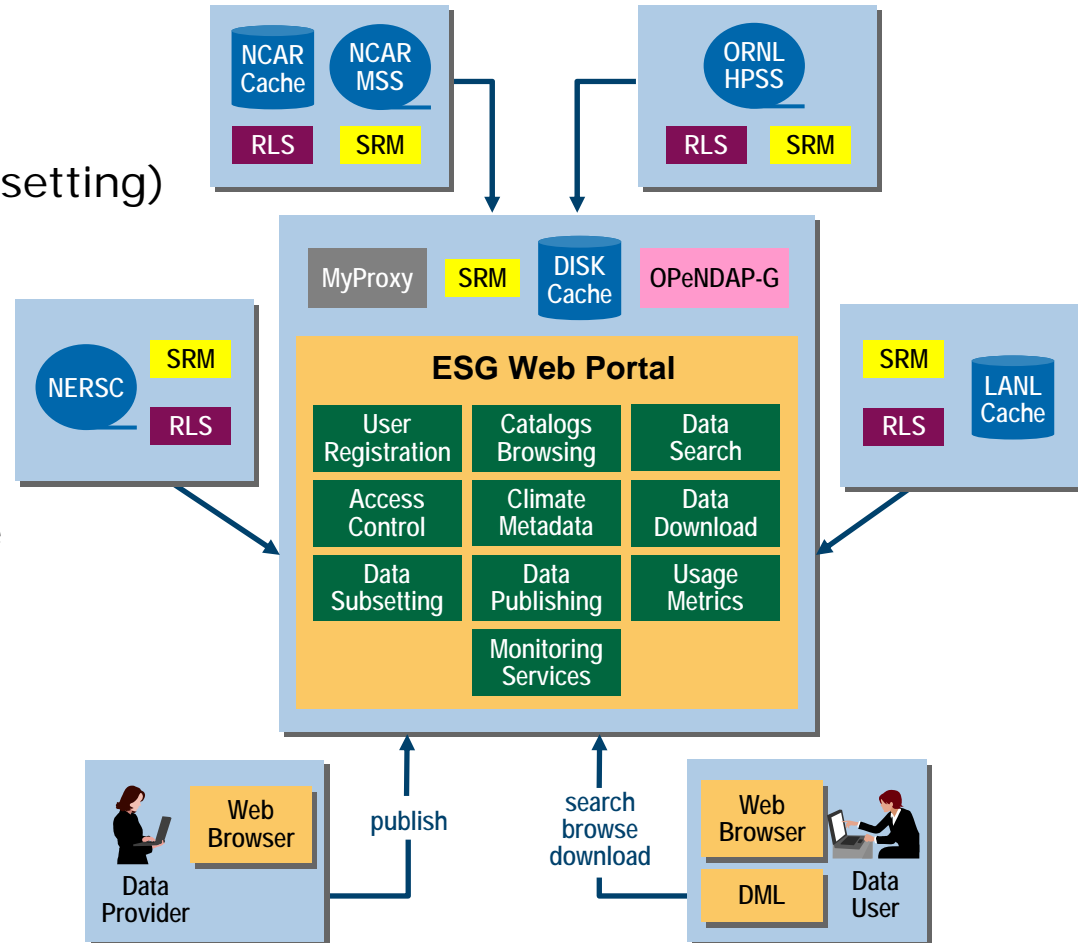 NCAR
Cache
NCAR
MSS
RLS
SRM
ORNL
HPSS
RLS
SRM
setting)
MyProxy
SRM
DISK
Cache
OPeNDAP-G
NERSC
SRM
RLS
SRM
RLS
LANL
Cache
ESG Web Portal
User
Registration
Catalogs
Browsing
Data
Search
Access
Control
Climate
Metadata
Data
Download
Data
Subsetting
Data
Publishing
Usage
Metrics
Monitoring
Services
Web
Browser
Data
Provider
publish
search
browse
download
Web
Browser
DML
Data
User